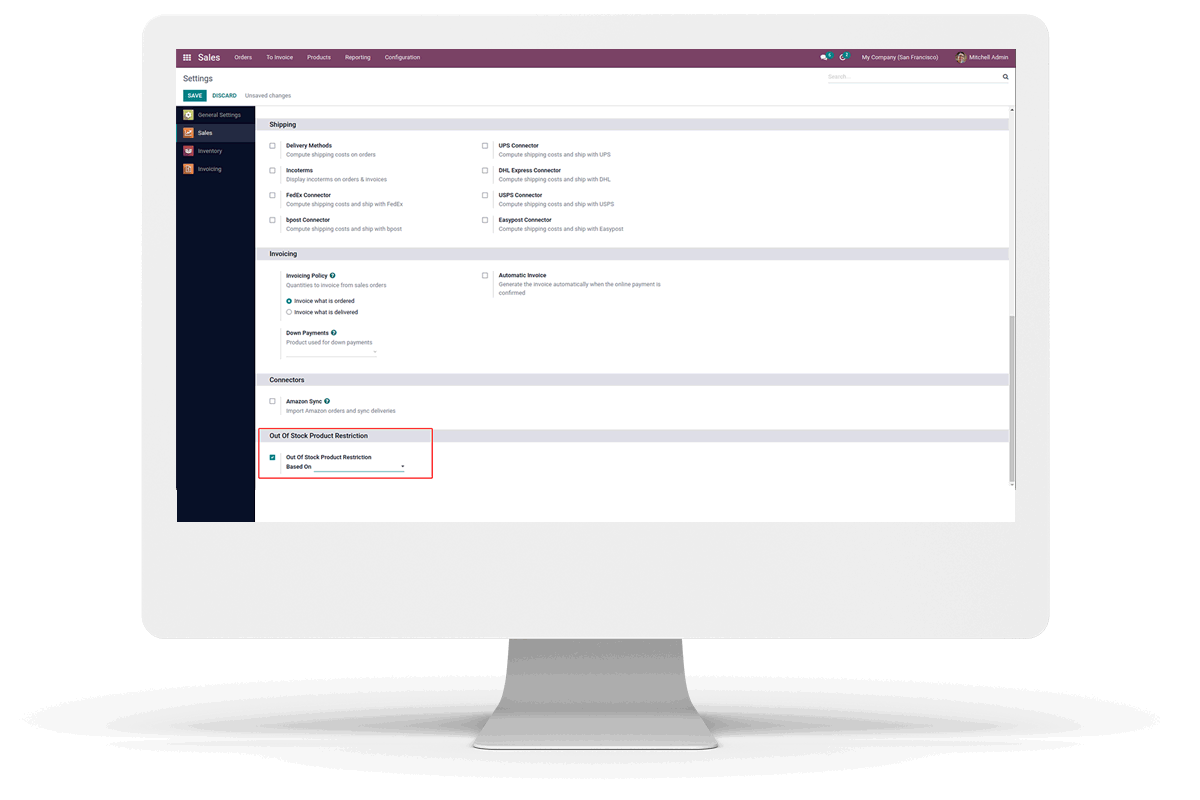 Sales Orders To Invoice Products Reporting Configuration 5 2 My Company (San Francisco) Mitchell Admin
Settings Search...
SAVE DISCARD Unsaved changes
General Settings
Sales
Inventory
Invoicing
Shipping
Delivery Methods
Compute shipping costs on orders
UPS Connector
Compute shipping costs and ship with UPS
Incoterms
Display incoterms on orders & invoices
DHL Express Connector
Compute shipping costs and ship with DHL
FedEx Connector
Compute shipping costs and ship with FedEx
USPS Connector
Compute shipping costs and ship with USPS
bpost Connector
Compute shipping costs and ship with bpost
Easypost Connector
Compute shipping costs and ship with Easypost
Invoicing
Invoicing Policy ?
Quantities to invoice from sales orders
Invoice what is ordered
Invoice what is delivered
Automatic Invoice
Generate the invoice automatically when the online payment is
confirmed
Down Payments ?
Product used for down payments
Connectors
Amazon Sync ?
Import Amazon orders and sync deliveries
Out Of Stock Product Restriction
Out Of Stock Product Restriction
Based On